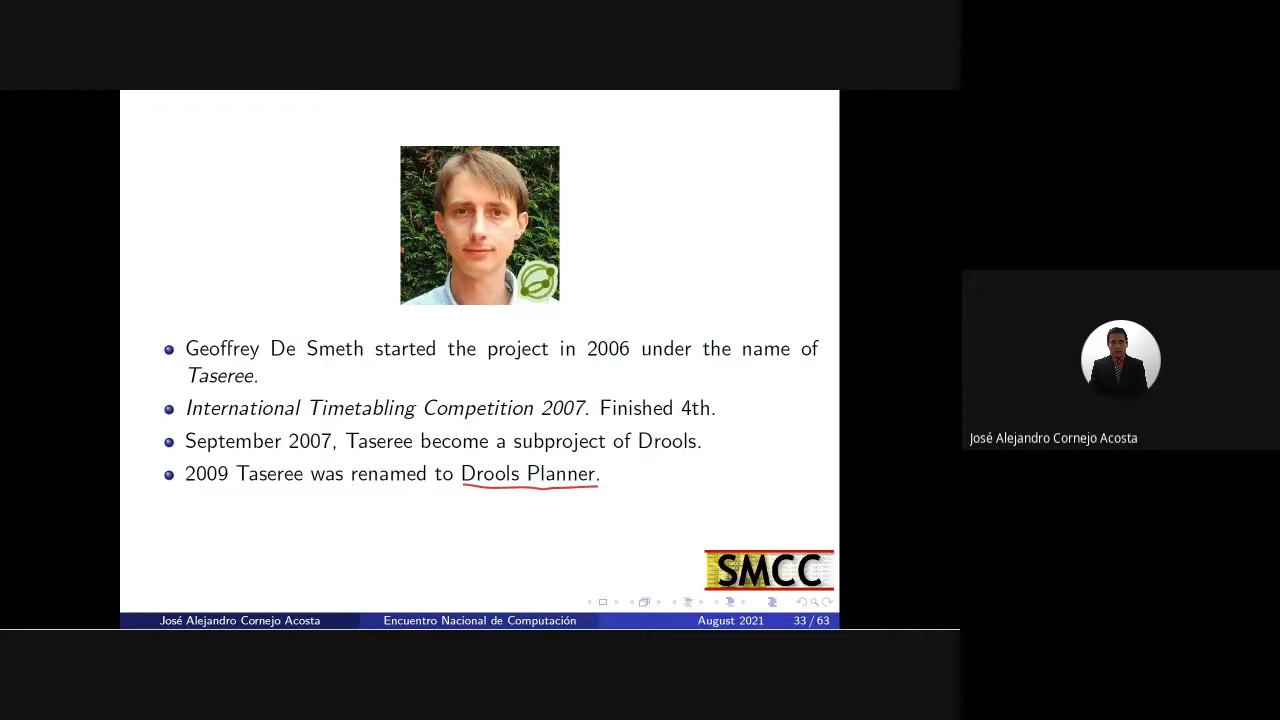 Geoffrey De Smeth started the project in 2006 under the name of
Taseree.
International Timetabling Competition 2007. Finished 4th.
September 2007, Taseree become a subproject of Drools.
2009 Taseree was renamed to Drools Planner.
SMCC
José Alejandro Cornejo Acosta Encuentro Nacional de Computación August 2021 33 / 63
José Alejandro Cornejo Acosta